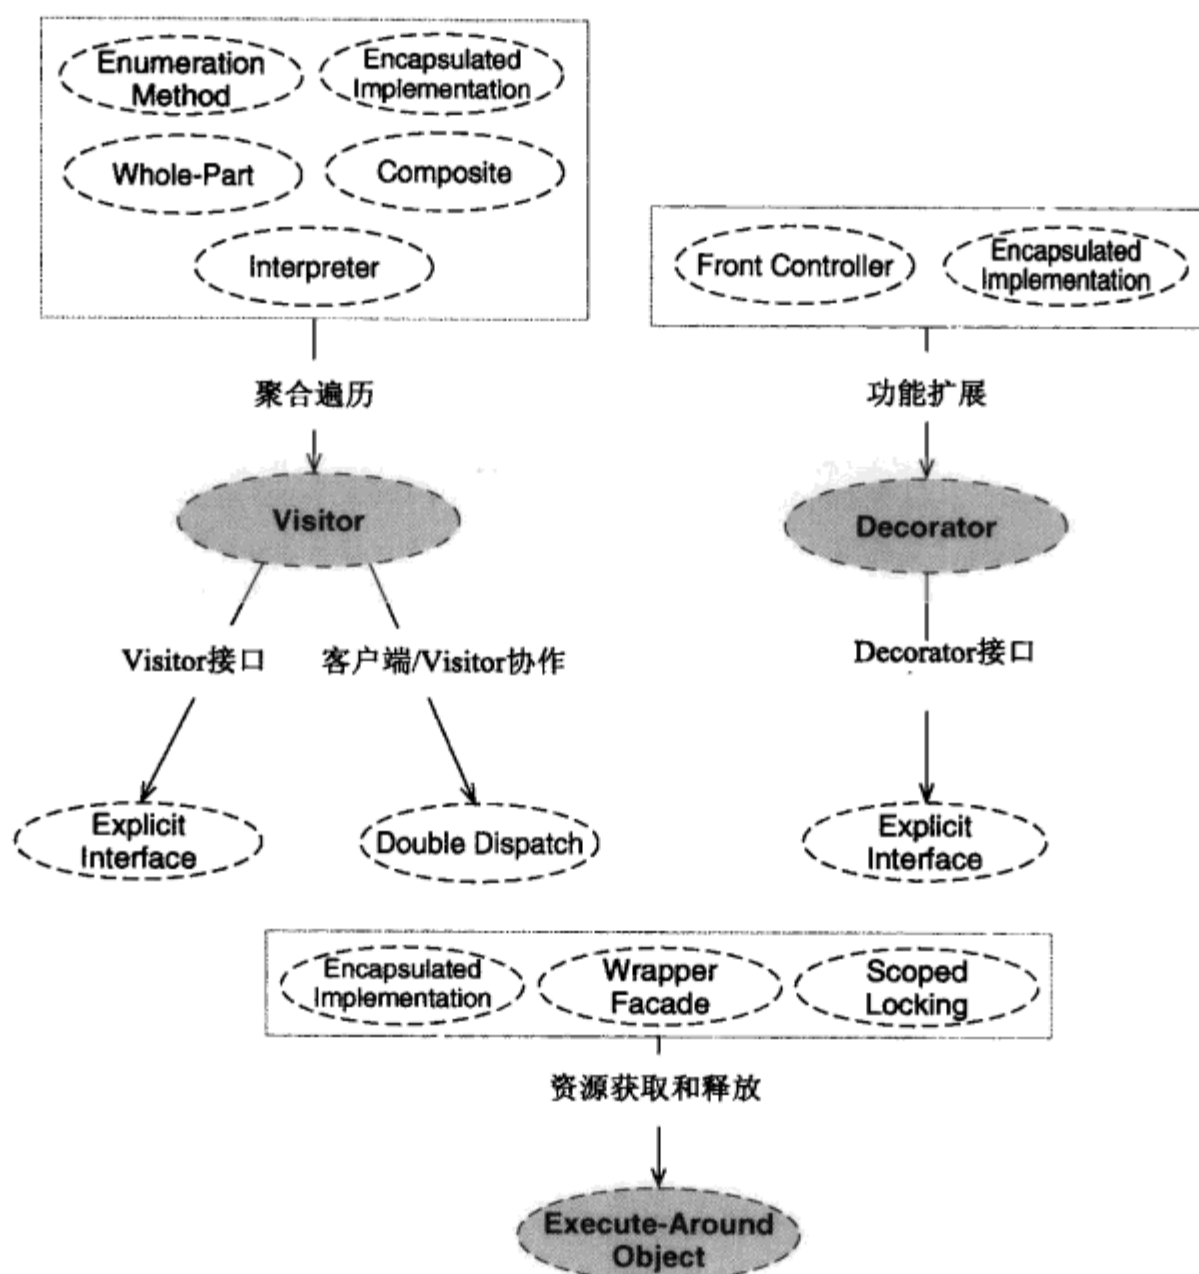 Enumeration
Method
Encapsulated
Implementation
Whole-Part
Composite
Interpreter
Front Controller
Encapsulated
Implementation
聚合遍历
功能扩展
Visitor
Decorator
Visitor接口
客户端/Visitor协作
Decorator接口
Explicit
Interface
Double Dispatch
Explicit
Interface
Encapsulated
Implementation
Wrapper
Facade
Scoped
Locking
资源获取和释放
Execute-Around
Object